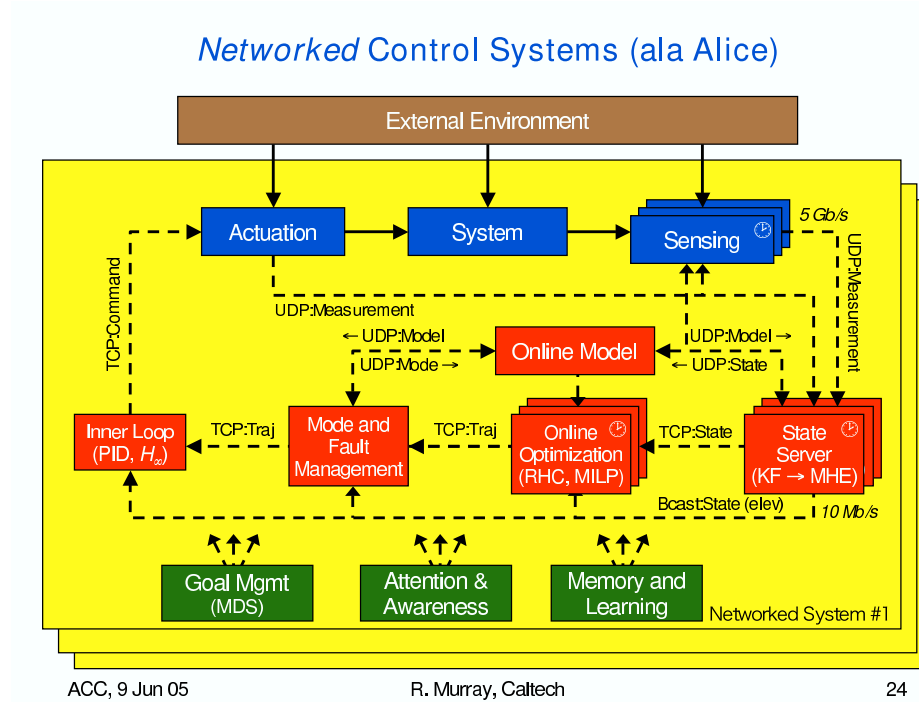 Networked Control Systems (ala Alice)
External Environment
Actuation
System
Sensing
5 Gb/s
TCP:Command
UDP:Measurement
UDP:Measurement
← UDP:Model
UDP:Mode →
Online Model
UDP:Model →
← UDP:State
Inner Loop
(PID, H∞)
TCP:Traj
Mode and
Fault
Management
TCP:Traj
Online
Optimization
(RHC, MILP)
TCP:State
State
Server
(KF → MHE)
Bcast:State (elev)
10 Mb/s
Goal Mgmt
(MDS)
Attention &
Awareness
Memory and
Learning
Networked System #1
ACC, 9 Jun 05
R. Murray, Caltech
24